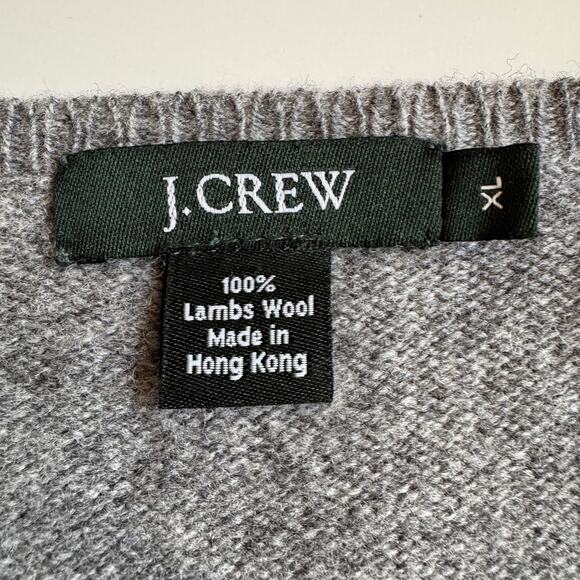 J.CREW
XL
100%
Lambs Wool
Made in
Hong Kong